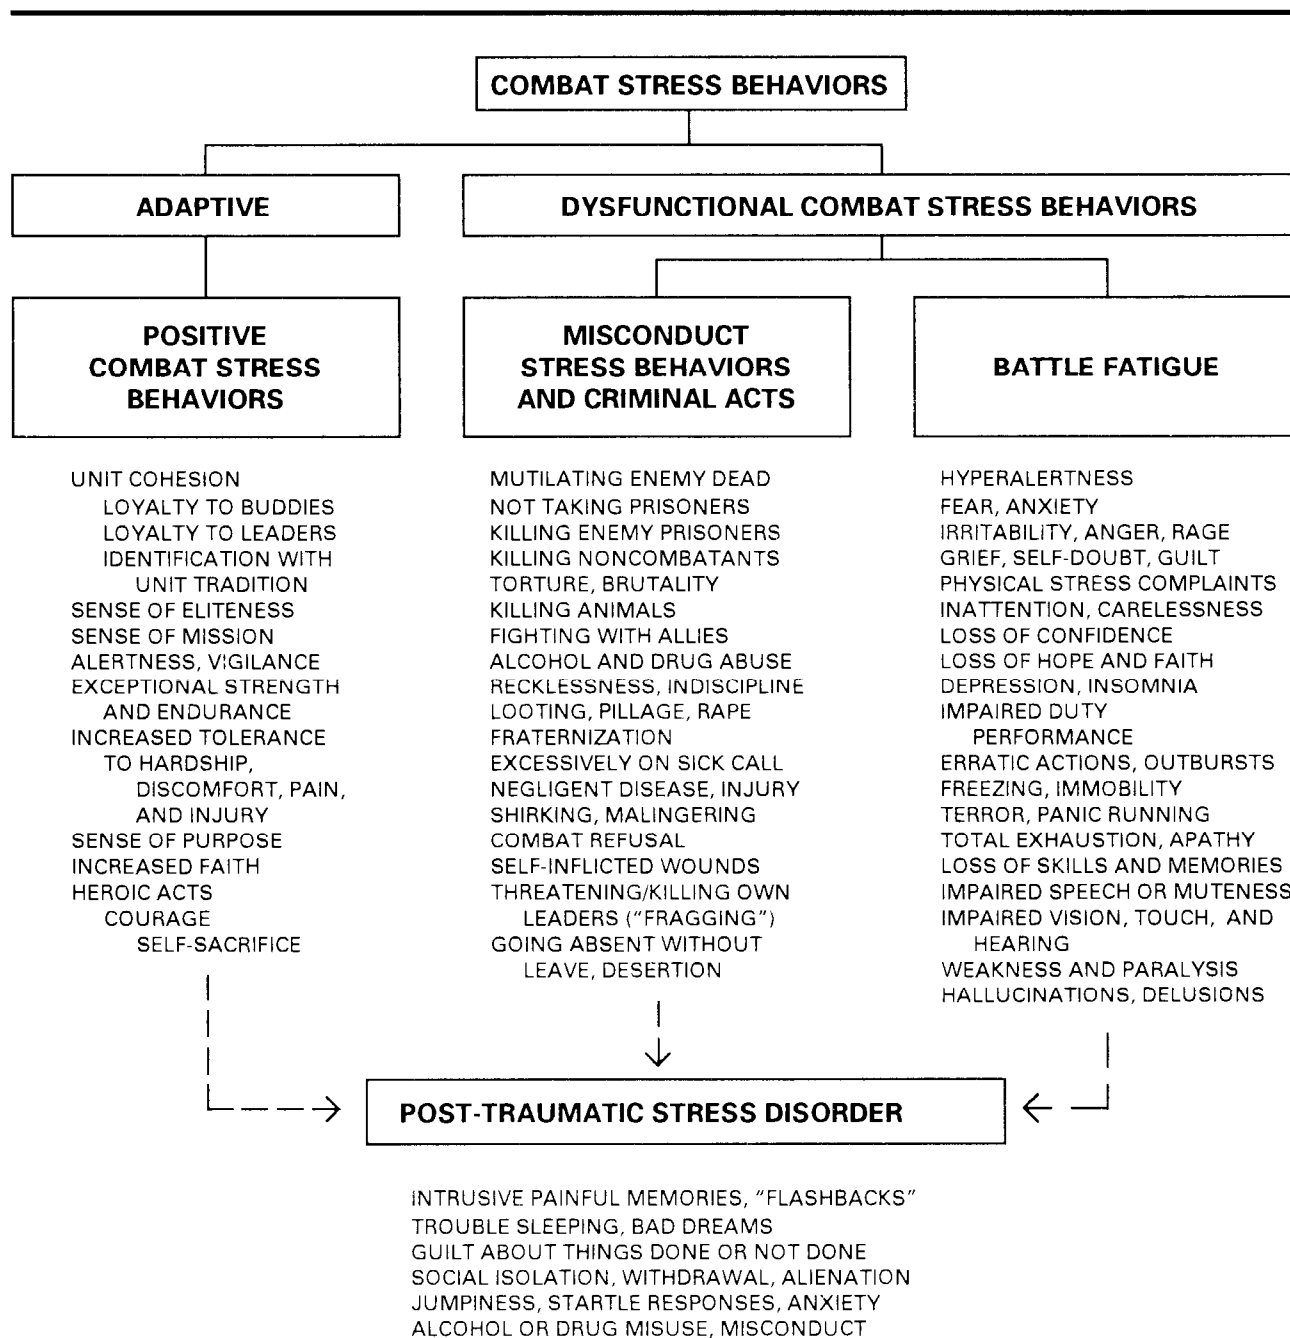 COMBAT STRESS BEHAVIORS
ADAPTIVE
DYSFUNCTIONAL COMBAT STRESS BEHAVIORS
POSITIVE
COMBAT STRESS
BEHAVIORS
MISCONDUCT
STRESS BEHAVIORS
AND CRIMINAL ACTS
BATTLE FATIGUE
UNIT COHESION
LOYALTY TO BUDDIES
LOYALTY TO LEADERS
IDENTIFICATION WITH
UNIT TRADITION
SENSE OF ELITENESS
SENSE OF MISSION
ALERTNESS, VIGILANCE
EXCEPTIONAL STRENGTH
AND ENDURANCE
INCREASED TOLERANCE
TO HARDSHIP,
DISCOMFORT, PAIN,
AND INJURY
SENSE OF PURPOSE
INCREASED FAITH
HEROIC ACTS
COURAGE
SELF-SACRIFICE
MUTILATING ENEMY DEAD
NOT TAKING PRISONERS
KILLING ENEMY PRISONERS
KILLING NONCOMBATANTS
TORTURE, BRUTALITY
KILLING ANIMALS
FIGHTING WITH ALLIES
ALCOHOL AND DRUG ABUSE
RECKLESSNESS, INDISCIPLINE
LOOTING, PILLAGE, RAPE
FRATERNIZATION
EXCESSIVELY ON SICK CALL
NEGLIGENT DISEASE, INJURY
SHIRKING, MALINGERING
COMBAT REFUSAL
SELF-INFLICTED WOUNDS
THREATENING/KILLING OWN
LEADERS ("FRAGGING")
GOING ABSENT WITHOUT
LEAVE, DESERTION
HYPERALERTNESS
FEAR, ANXIETY
IRRITABILITY, ANGER, RAGE
GRIEF, SELF-DOUBT, GUILT
PHYSICAL STRESS COMPLAINTS
INATTENTION, CARELESSNESS
LOSS OF CONFIDENCE
LOSS OF HOPE AND FAITH
DEPRESSION, INSOMNIA
IMPAIRED DUTY
PERFORMANCE
ERRATIC ACTIONS, OUTBURSTS
FREEZING, IMMOBILITY
TERROR, PANIC RUNNING
TOTAL EXHAUSTION, APATHY
LOSS OF SKILLS AND MEMORIES
IMPAIRED SPEECH OR MUTENESS
IMPAIRED VISION, TOUCH, AND
HEARING
WEAKNESS AND PARALYSIS
HALLUCINATIONS, DELUSIONS
POST-TRAUMATIC STRESS DISORDER
INTRUSIVE PAINFUL MEMORIES, "FLASHBACKS"
TROUBLE SLEEPING, BAD DREAMS
GUILT ABOUT THINGS DONE OR NOT DONE
SOCIAL ISOLATION, WITHDRAWAL, ALIENATION
JUMPINESS, STARTLE RESPONSES, ANXIETY
ALCOHOL OR DRUG MISUSE, MISCONDUCT